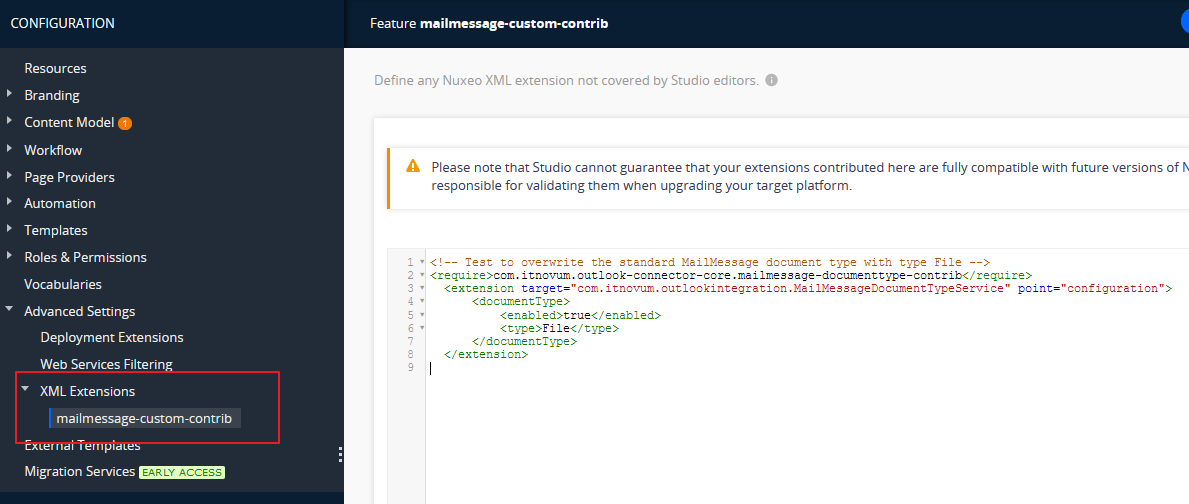 CONFIGURATION
Feature mailmessage-custom-contrib
Resources
Branding
Content Model 1
Workflow
Page Providers
Automation
Templates
Roles & Permissions
Vocabularies
Advanced Settings
Deployment Extensions
Web Services Filtering
XML Extensions
mailmessage-custom-contrib
External Templates
Migration Services EARLY ACCESS
Define any Nuxeo XML extension not covered by Studio editors.
Please note that Studio cannot guarantee that your extensions contributed here are fully compatible with future versions of N
responsible for validating them when upgrading your target platform.
1 <!-- Test to overwrite the standard MailMessage document type with type File -->
2 <require>com.itnovum.outlook-connector-core.mailmessage-documenttype-contrib</require>
3 <extension target="com.itnovum.outlookintegration.MailMessageDocumentTypeService" point="configuration">
4 <documentType>
5 <enabled>true</enabled>
6 <type>File</type>
7 </documentType>
8 </extension>
9